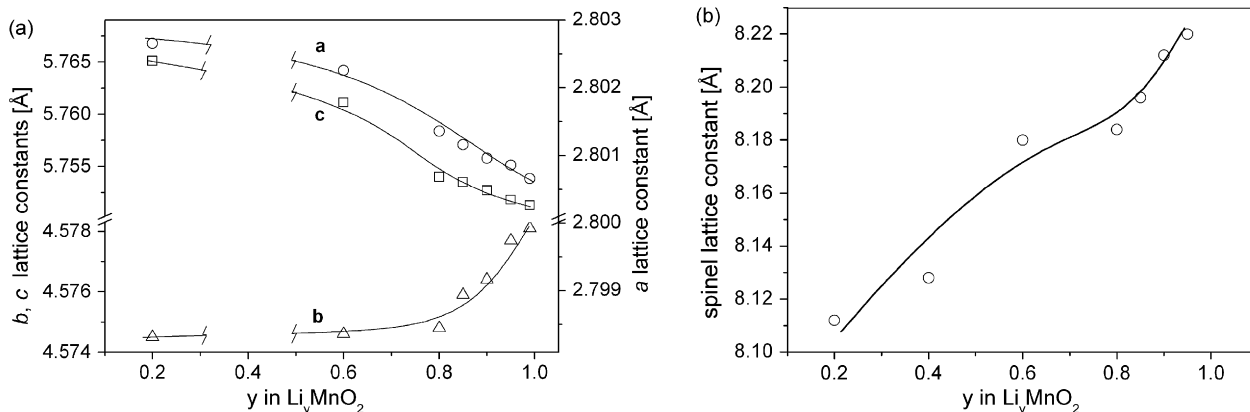 (a)
2.803
5.765
5.760
5.755
4.578
4.576
4.574
b, c lattice constants [Å]
a
c
b
2.802
2.801
2.800
2.799
a lattice constant [Å]
0.2 0.4 0.6 0.8 1.0
y in LiyMnO2
(b)
8.22
8.20
8.18
8.16
8.14
8.12
8.10
spinel lattice constant [Å]
0.2 0.4 0.6 0.8 1.0
y in LiyMnO2